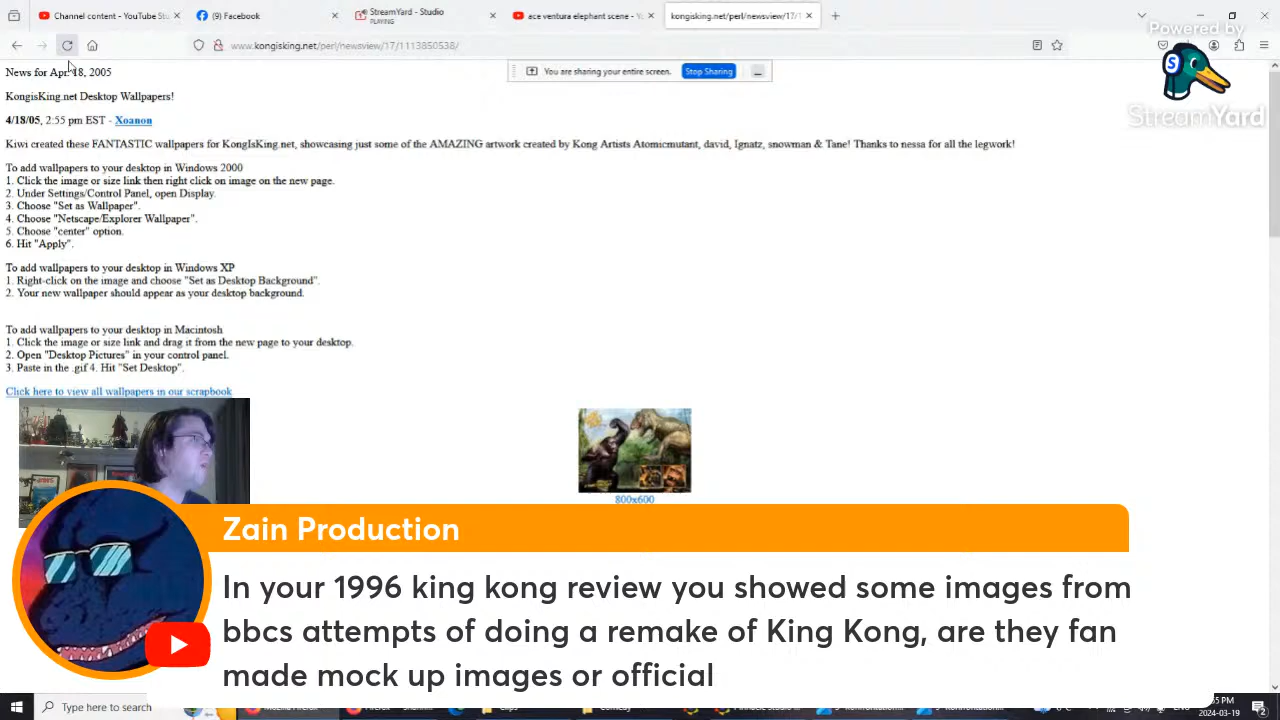 Channel content - YouTube Stu
(3) Facebook
StreamYard - Studio
PLAYING
ace ventura elephant scene - Y
kongisking.net/perl/newsview/17/1
www.kongisking.net/perl/newsview/17/1113850538/
Powered by
StreamYard
You are sharing your entire screen.
Stop Sharing
News for Apr 18, 2005
KongisKing.net Desktop Wallpapers!
4/18/05, 2:55 pm EST - Xoanon
Kiwi created these FANTASTIC wallpapers for KongIsKing.net, showcasing just some of the AMAZING artwork created by Kong Artists Atomicmutant, david, Ignatz, snowman & Tane! Thanks to nessa for all the legwork!
To add wallpapers to your desktop in Windows 2000
1. Click the image or size link then right click on image on the new page.
2. Under Settings/Control Panel, open Display.
3. Choose "Set as Wallpaper".
4. Choose "Netscape/Explorer Wallpaper".
5. Choose "center" option.
6. Hit "Apply".
To add wallpapers to your desktop in Windows XP
1. Right-click on the image and choose "Set as Desktop Background".
2. Your new wallpaper should appear as your desktop background.
To add wallpapers to your desktop in Macintosh
1. Click the image or size link and drag it from the new page to your desktop.
2. Open "Desktop Pictures" in your control panel.
3. Paste in the .gif 4. Hit "Set Desktop".
Click here to view all wallpapers in our scrapbook
800x600
Zain Production
In your 1996 king kong review you showed some images from
bbcs attempts of doing a remake of King Kong, are they fan
made mock up images or official
Type here to search
2024-03-19